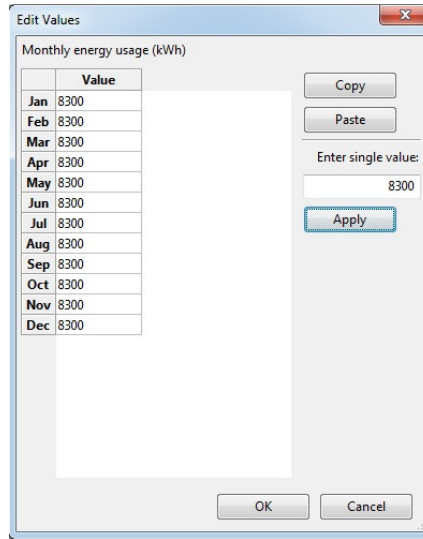 Edit Values
Monthly energy usage (kWh)
Value
Jan 8300
Feb 8300
Mar 8300
Apr 8300
May 8300
Jun 8300
Jul 8300
Aug 8300
Sep 8300
Oct 8300
Nov 8300
Dec 8300
Copy
Paste
Enter single value:
8300
Apply
OK Cancel